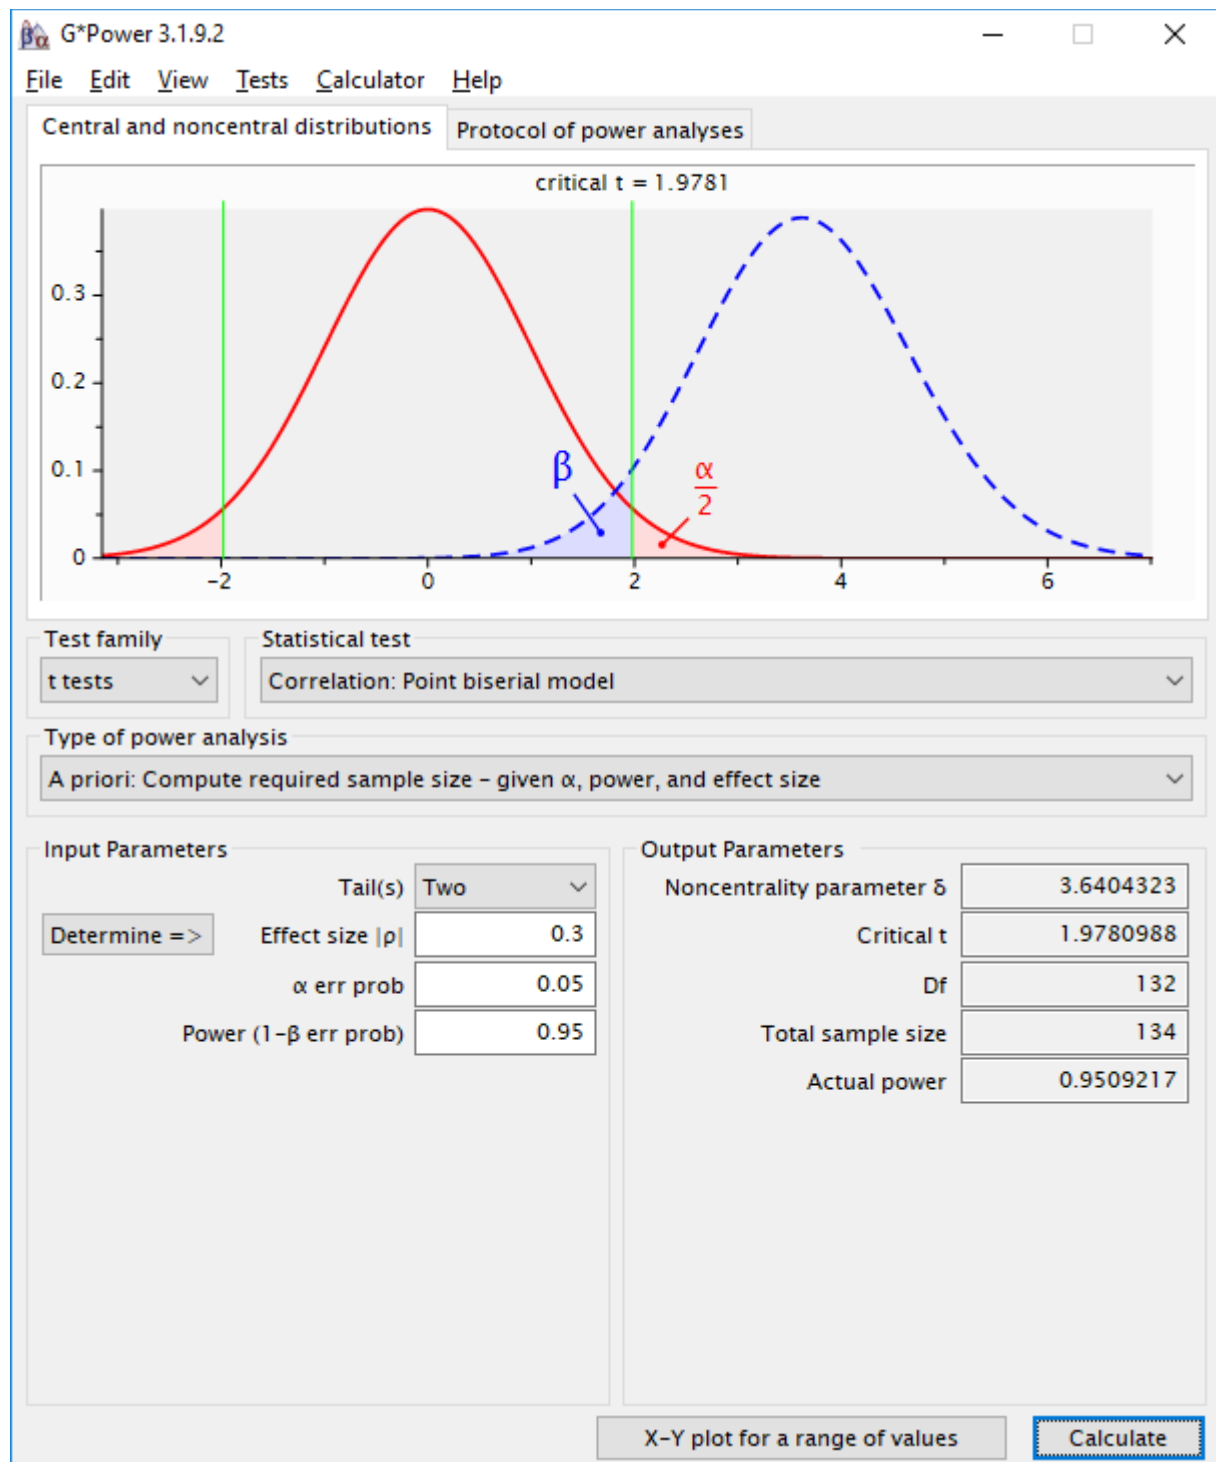 G*Power 3.1.9.2
File Edit View Tests Calculator Help
Central and noncentral distributions Protocol of power analyses
critical t = 1.9781
0.3
0.2
0.1
0
β
α
2
−2 0 2 4 6
Test family Statistical test
t tests Correlation: Point biserial model
Type of power analysis
A priori: Compute required sample size – given α, power, and effect size
Input Parameters Output Parameters
Tail(s) Two Noncentrality parameter δ 3.6404323
Determine => Effect size |ρ| 0.3 Critical t 1.9780988
α err prob 0.05 Df 132
Power (1–β err prob) 0.95 Total sample size 134
Actual power 0.9509217
X–Y plot for a range of values Calculate